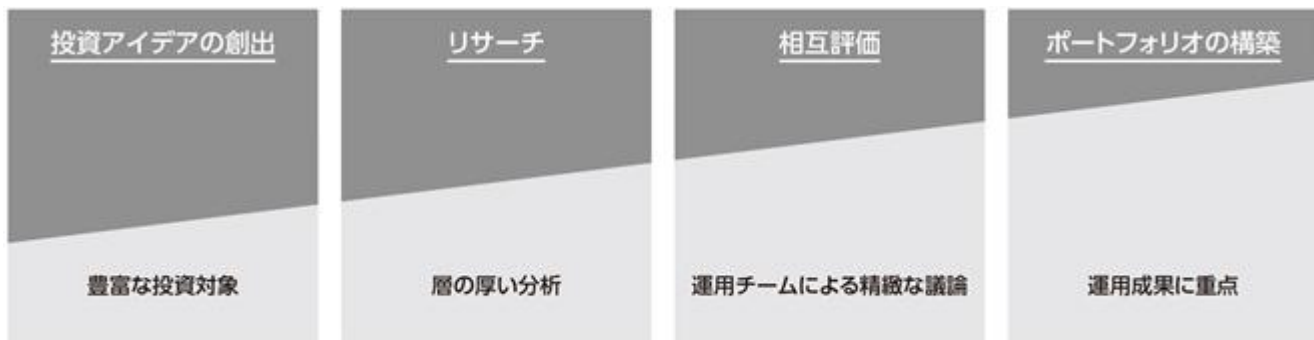 投資アイデアの創出
リサーチ
相互評価
ポートフォリオの構築
豊富な投資対象
層の厚い分析
運用チームによる精緻な議論
運用成果に重点